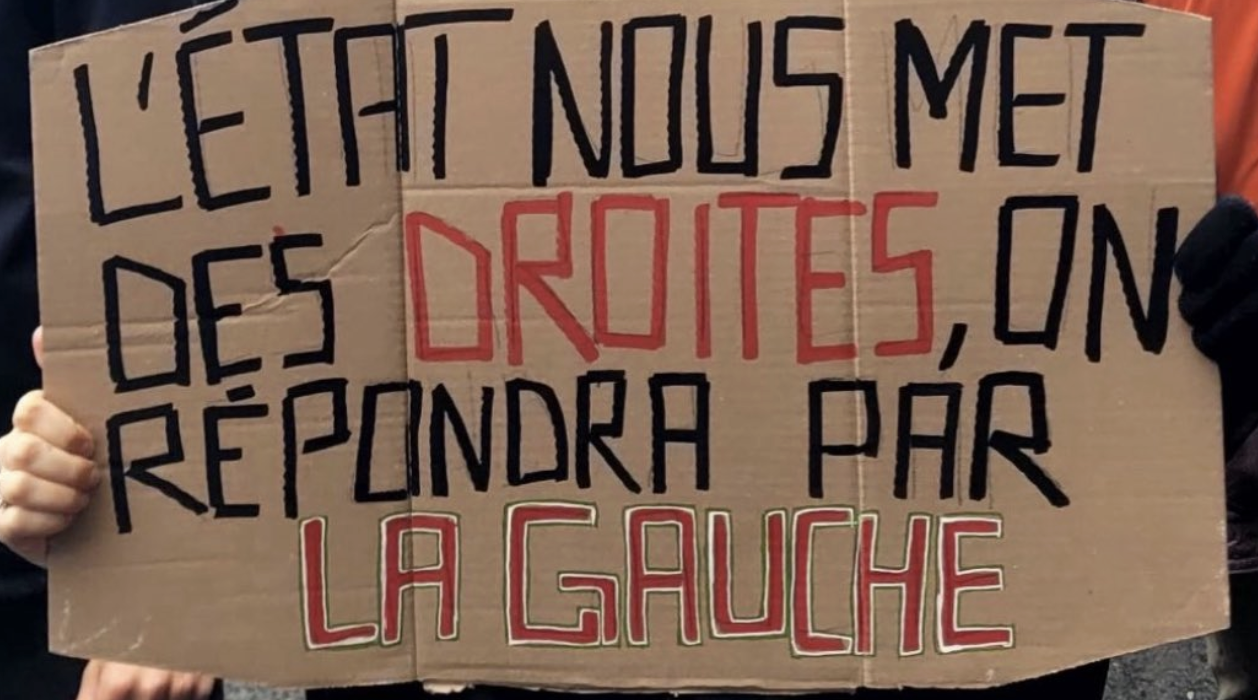 L'ÉTAT NOUS MET
DES DROITES, ON
RÉPONDRA PAR
LA GAUCHE